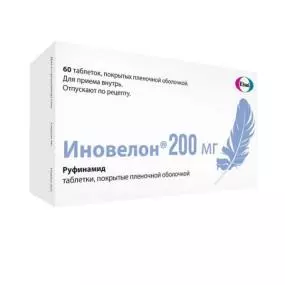 60 таблеток, покрытых пленочной оболочкой.
Для приема внутрь.
Отпускают по рецепту.
Eisai
Иновелон® 200 мг
Руфинамид
таблетки, покрытые пленочной оболочкой